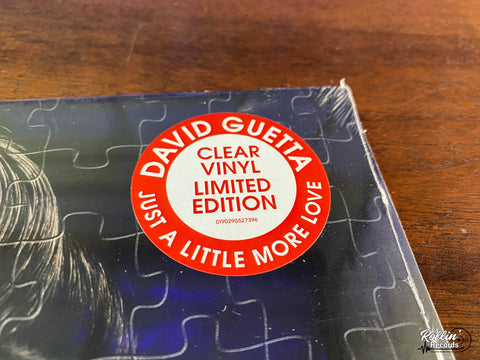 DAVID GUETTA
CLEAR
VINYL
LIMITED
EDITION
0190295527396
JUST A LITTLE MORE LOVE
Rollin'
Records